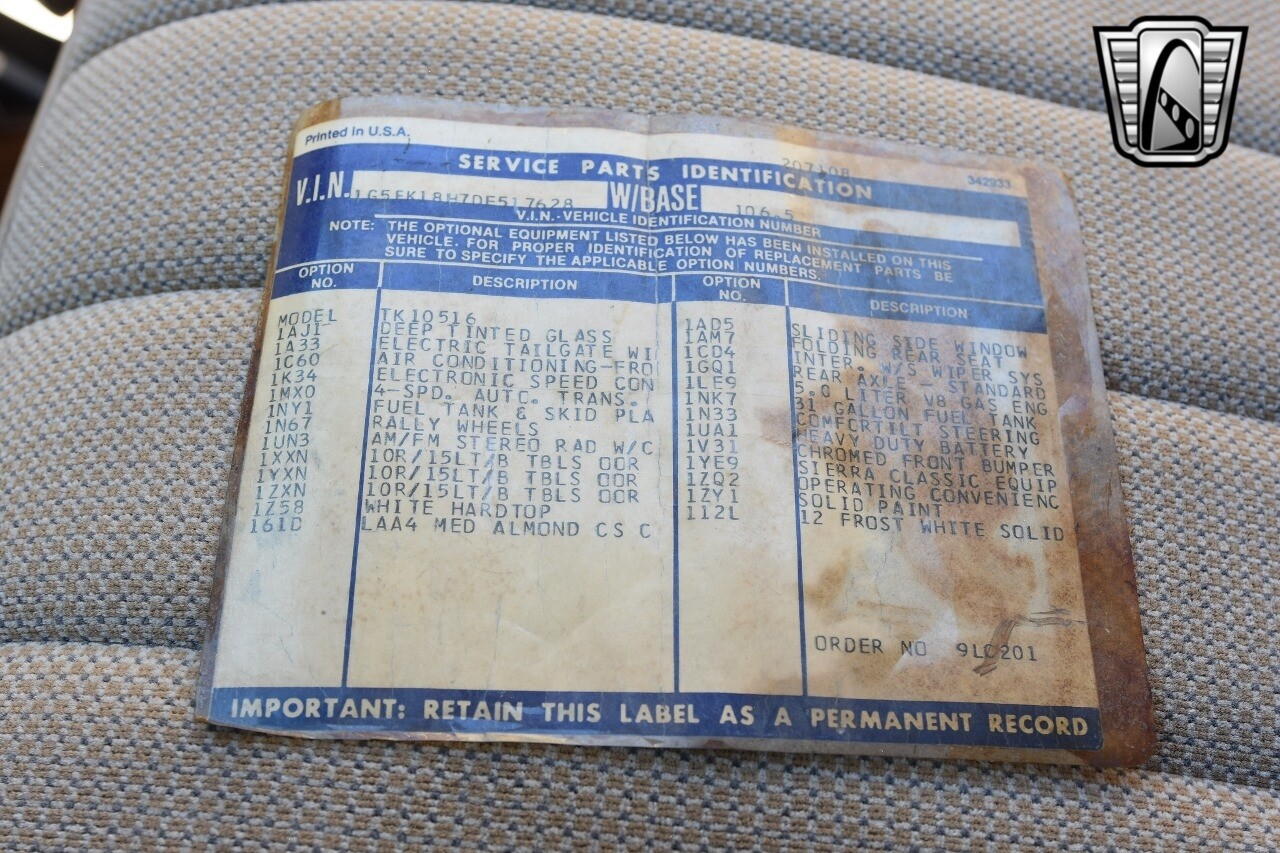 Printed in U.S.A.
SERVICE PARTS IDENTIFICATION
342933
V.I.N. W/BASE 106.5
V.I.N.-VEHICLE IDENTIFICATION NUMBER
NOTE: THE OPTIONAL EQUIPMENT LISTED BELOW HAS BEEN INSTALLED ON THIS
VEHICLE. FOR PROPER IDENTIFICATION OF REPLACEMENT PARTS BE
SURE TO SPECIFY THE APPLICABLE OPTION NUMBERS.
OPTION NO. DESCRIPTION
MODEL TK10516
1AJ1 DEEP TINTED GLASS
1A33 ELECTRIC TAILGATE WI
1C60 AIR CONDITIONING-FRO
1K34 ELECTRONIC SPEED CON
1MX0 4-SPD. AUTO. TRANS.
1NY1 FUEL TANK & SKID PLA
1N67 RALLY WHEELS
1UN3 AM/FM STEREO RAD W/C
1XXN 10R/15LT/B TBLS OOR
1YXN 10R/15LT/B TBLS OOR
1ZXN 10R/15LT/B TBLS OOR
1Z58 WHITE HARDTOP
161D LAA4 MED ALMOND CS C
OPTION NO. DESCRIPTION
1AD5 SLIDING SIDE WINDOW
1AM7 FOLDING REAR SEAT
1CD4 INTER. W/S WIPER SYS
1GQ1 REAR AXLE - STANDARD
1LE9 5.0 LITER V8 GAS ENG
1NK7 31 GALLON FUEL TANK
1N33 COMFORTILT STEERING
1UA1 HEAVY DUTY BATTERY
1V31 CHROMED FRONT BUMPER
1YE9 SIERRA CLASSIC EQUIP
1ZQ2 OPERATING CONVENIENC
1ZY1 SOLID PAINT
112L 12 FROST WHITE SOLID
ORDER NO
IMPORTANT: RETAIN THIS LABEL AS A PERMANENT RECORD